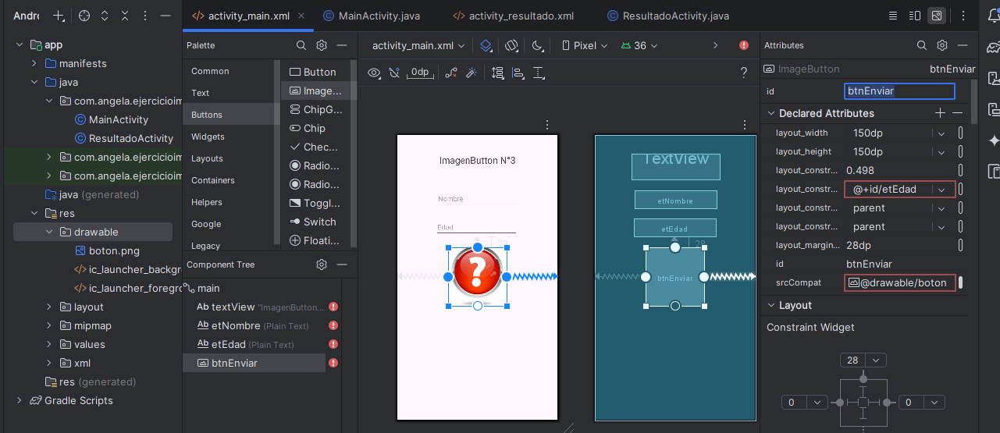 Andro
activity_main.xml
MainActivity.java
activity_resultado.xml
ResultadoActivity.java
app
manifests
java
com.angela.ejercicioim
MainActivity
ResultadoActivity
com.angela.ejercicioim
com.angela.ejercicioim
java (generated)
res
drawable
boton.png
ic_launcher_backgr
ic_launcher_foregro
layout
mipmap
values
xml
res (generated)
Gradle Scripts
Palette
Common
Text
Buttons
Widgets
Layouts
Containers
Helpers
Google
Legacy
Button
Image...
ChipG...
Chip
Chec...
Radio...
Radio...
Toggl...
Switch
Floati...
Component Tree
main
Ab textView "ImagenButton...
Ab etNombre (Plain Text)
Ab etEdad (Plain Text)
btnEnviar
activity_main.xml
Pixel
36
0dp
?
ImagenButton N°3
Nombre
Edad
28
?
TextView
etNombre
etEdad
28
btnEnviar
Attributes
ImageButton
btnEnviar
id
btnEnviar
Declared Attributes
layout_width 150dp
layout_height 150dp
layout_constr... 0.498
layout_constr... @+id/etEdad
layout_constr... parent
layout_constr... parent
layout_margin... 28dp
id btnEnviar
srcCompat @drawable/boton
Layout
Constraint Widget
28
0
0